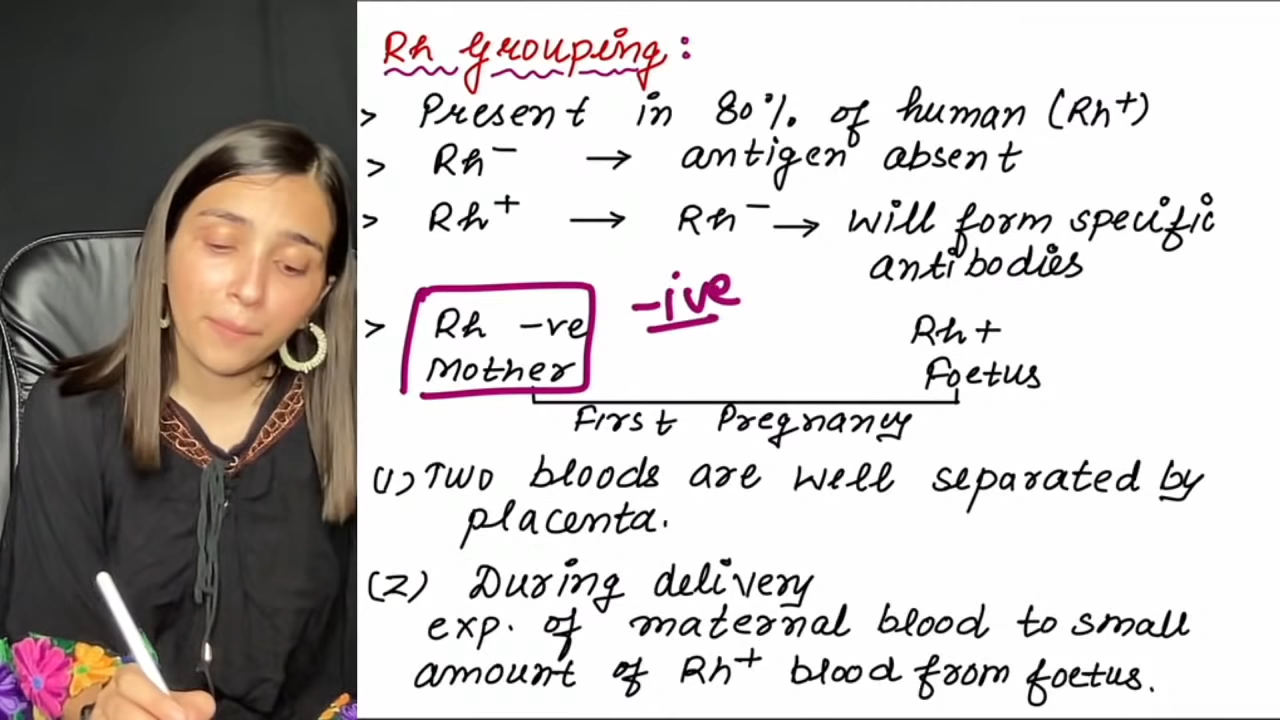 Rh grouping:
> Present in 80%. of human (Rh+)
> Rh- → antigen absent
> Rh+ → Rh- → will form specific
antibodies
> Rh -ve -ive Rh+
Mother Foetus
First Pregnancy
(1) Two bloods are well separated by
placenta.
(2) During delivery
exp. of maternal blood to small
amount of Rh+ blood from foetus.